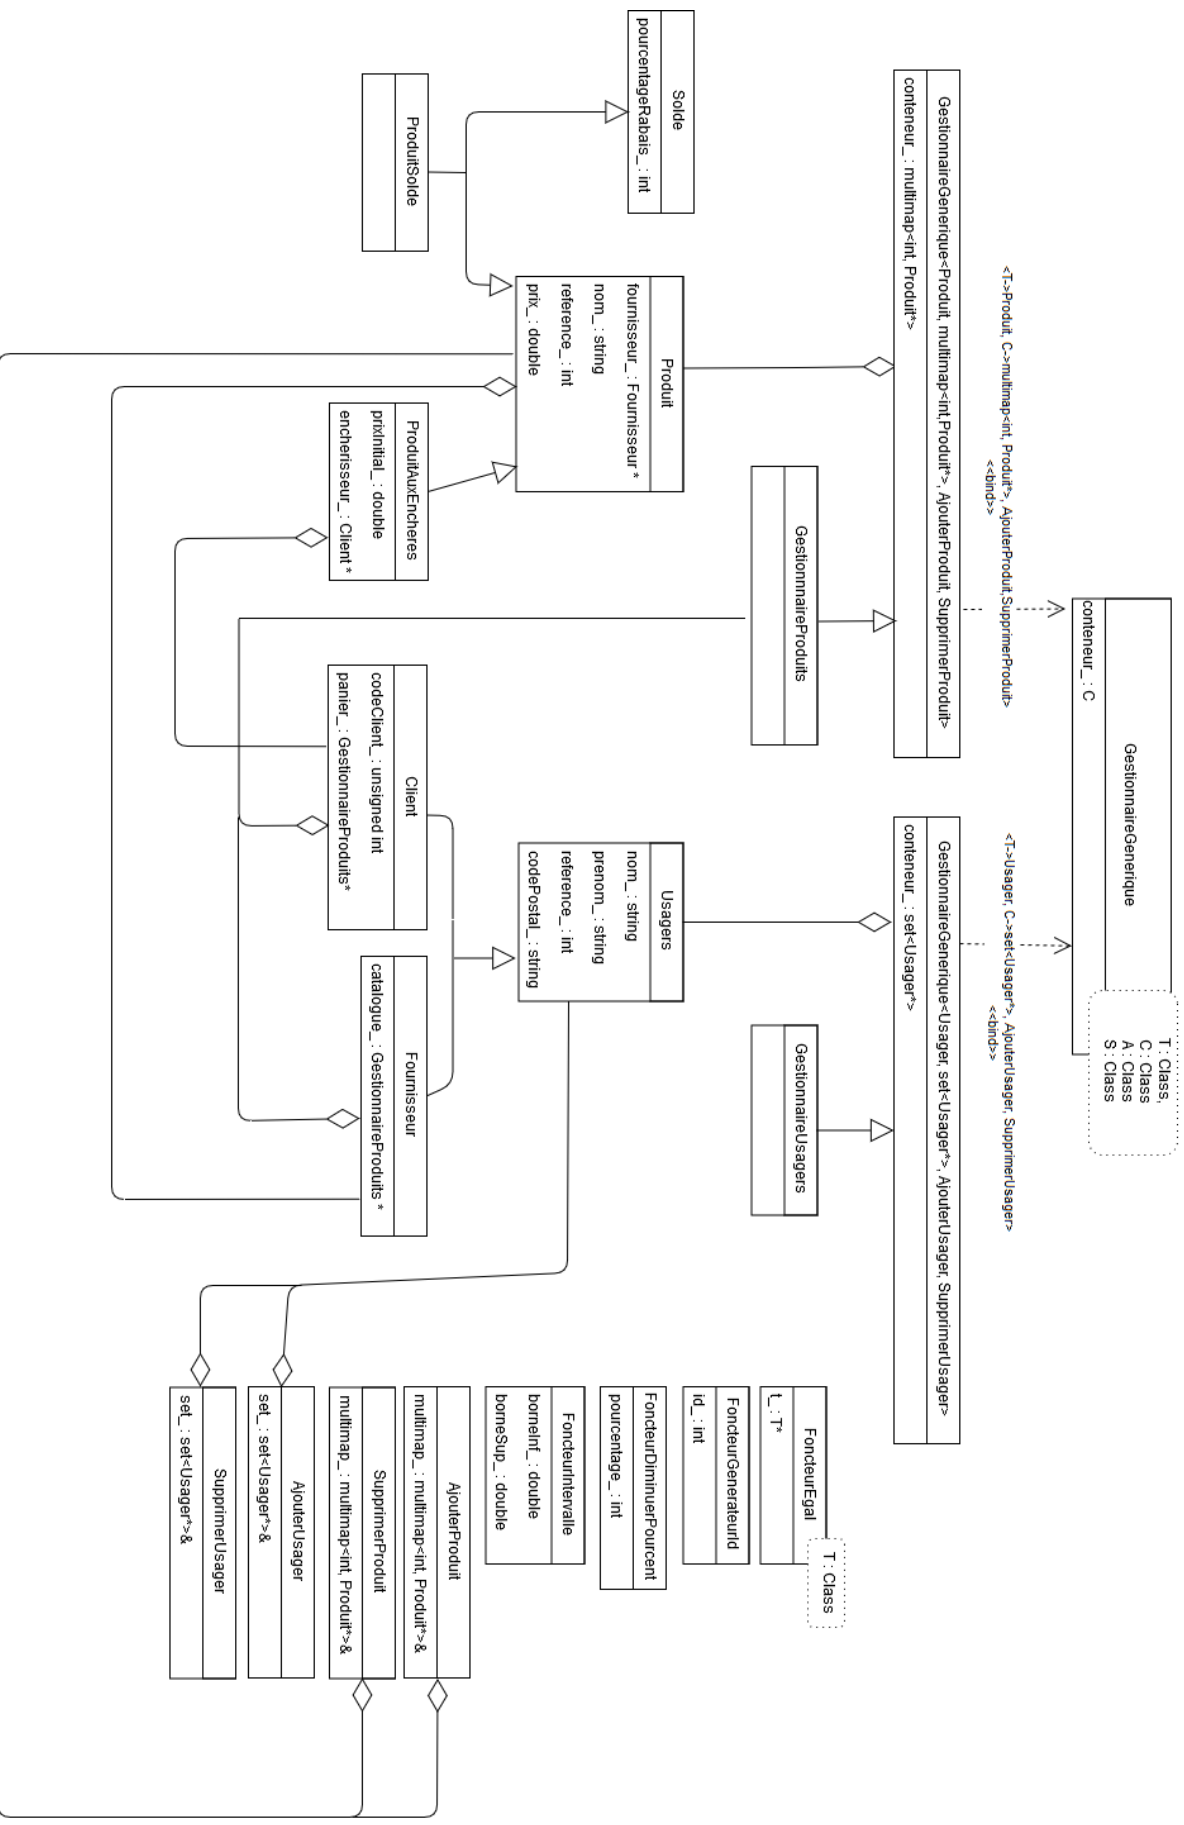 GestionnaireGenerique
T : Class,
C : Class
A : Class
S : Class
conteneur_ : C
<T->Produit, C->multimap<int, Produit*>, AjouterProduit,SupprimerProduit>
<<bind>>
<T->Usager, C->set<Usager*>, AjouterUsager, SupprimerUsager>
<<bind>>
GestionnaireGenerique<Produit, multimap<int,Produit*>, AjouterProduit, SupprimerProduit>
conteneur_ : multimap<int, Produit*>
GestionnaireGenerique<Usager, set<Usager*>, AjouterUsager, SupprimerUsager>
conteneur_ : set<Usager*>
GestionnnaireProduits
GestionnaireUsagers
Solde
pourcentageRabais_ : int
Produit
fournisseur_ : Fournisseur *
nom_ : string
reference_ : int
prix_ : double
Usagers
nom_ : string
prenom_ : string
reference_ : int
codePostal_ : string
ProduitSolde
ProduitAuxEncheres
prixInitial_ : double
encherisseur_ : Client *
Client
codeClient_ : unsigned int
panier_ : GestionnaireProduits*
Fournisseur
catalogue_ : GestionnaireProduits *
FoncteurEgal
T : Class
t_ : T*
FoncteurGenerateurId
id_ : int
FoncteurDiminuerPourcent
pourcentage_ : int
FoncteurIntervalle
borneInf_ : double
borneSup_ : double
AjouterProduit
multimap_ : multimap<int, Produit*>&
SupprimerProduit
multimap_ : multimap<int, Produit*>&
AjouterUsager
set_ : set<Usager*>&
SupprimerUsager
set_ : set<Usager*>&